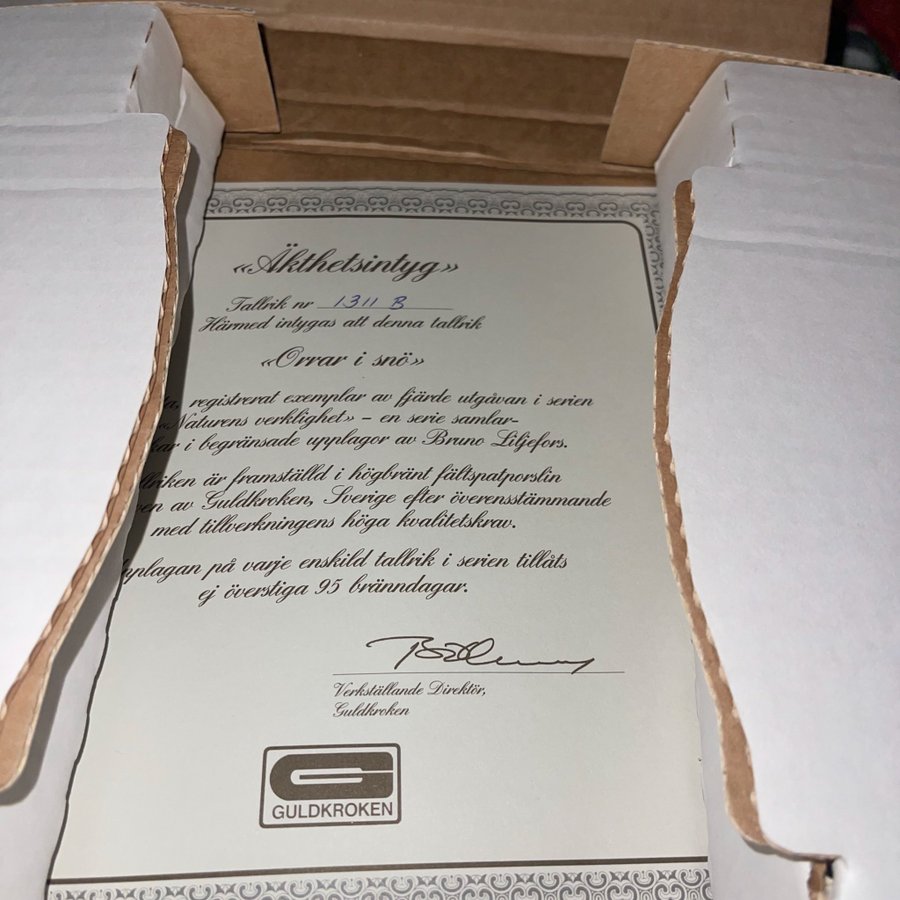 «Äkthetsintyg»
Tallrik nr 1311 B
Härmed intygas att denna tallrik
«Orrar i snö»
registrerat exemplar av fjärde utgåvan i serien
«Naturens verklighet» – en serie samlar-
i begränsade upplagor av Bruno Liljefors.
är framställd i högbränt fältspatporslin
av Guldkroken, Sverige efter överensstämmande
med tillverkningens höga kvalitetskrav.
Upplagan på varje enskild tallrik i serien tillåts
ej överstiga 95 bränndagar.
Verkställande Direktör,
Guldkroken
GULDKROKEN